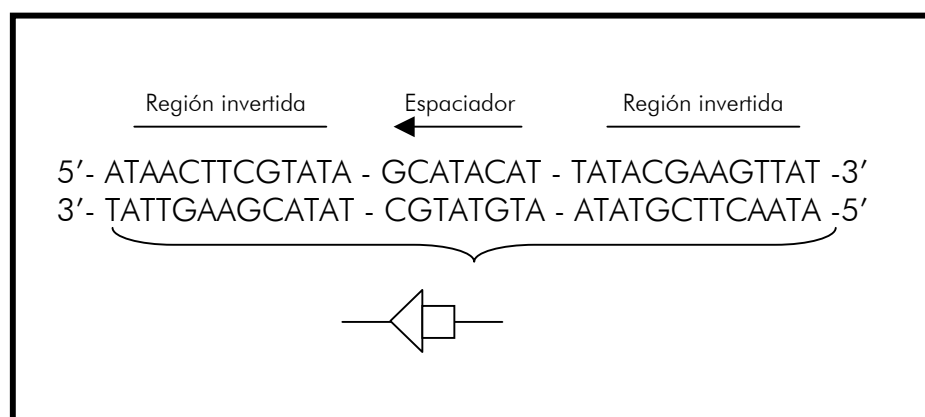 Región invertida Espaciador Región invertida
5′- ATAACTTCGTATA - GCATACAT - TATACGAAGTTAT -3′
3′- TATTGAAGCATAT - CGTATGTA - ATATGCTTCAATA -5′